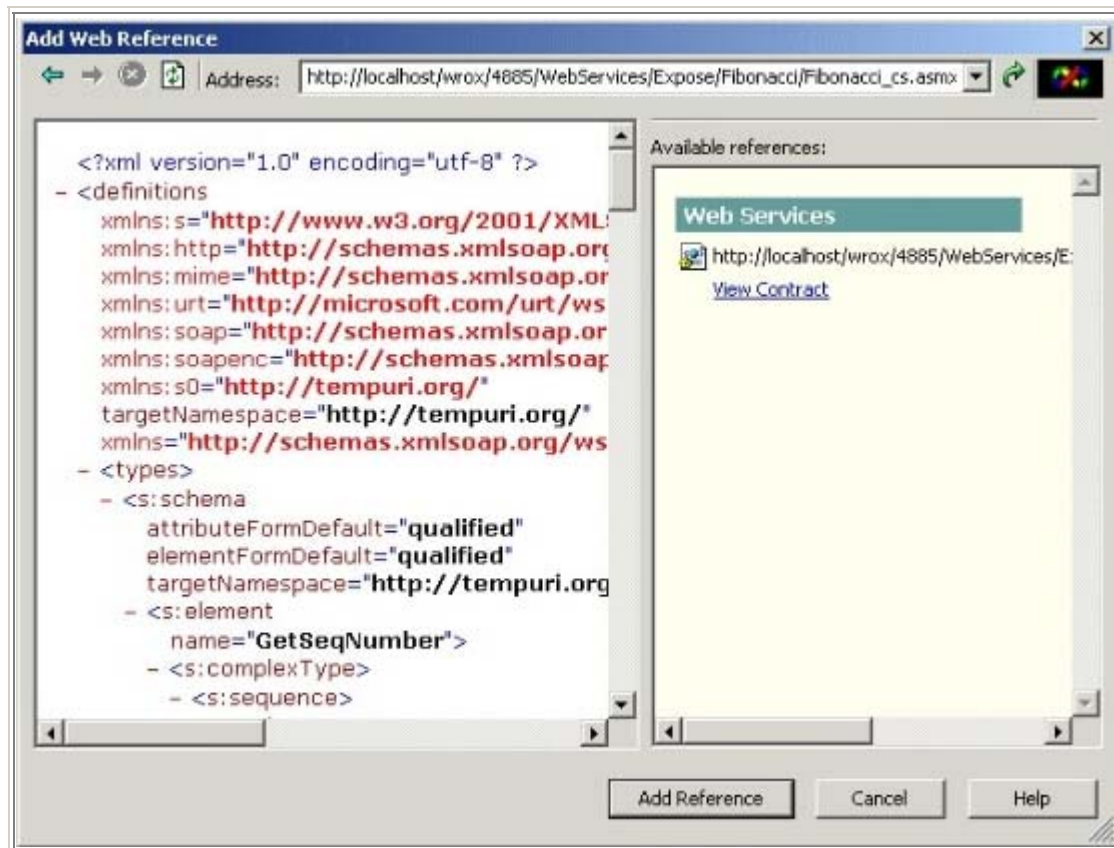 Add Web Reference
Address: http://localhost/wrox/4885/WebServices/Expose/Fibonacci/Fibonacci_cs.asmx
<?xml version="1.0" encoding="utf-8" ?>
- <definitions
xmlns:s="http://www.w3.org/2001/XML
xmlns:http="http://schemas.xmlsoap.org
xmlns:mime="http://schemas.xmlsoap.or
xmlns:urt="http://microsoft.com/urt/ws
xmlns:soap="http://schemas.xmlsoap.or
xmlns:soapenc="http://schemas.xmlsoap
xmlns:s0="http://tempuri.org/"
targetNamespace="http://tempuri.org/"
xmlns="http://schemas.xmlsoap.org/ws
- <types>
- <s:schema
attributeFormDefault="qualified"
elementFormDefault="qualified"
targetNamespace="http://tempuri.org
- <s:element
name="GetSeqNumber">
- <s:complexType>
- <s:sequence>
Available references:
Web Services
http://localhost/wrox/4885/WebServices/E
View Contract
Add Reference
Cancel
Help